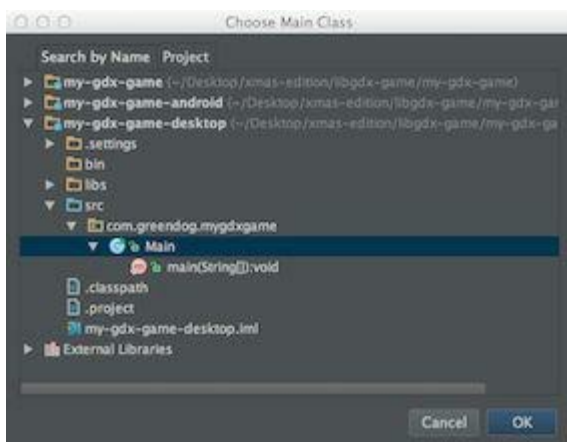 Choose Main Class
Search by Name Project
my-gdx-game (~/Desktop/xmas-edition/libgdx-game/my-gdx-game)
my-gdx-game-android (~/Desktop/xmas-edition/libgdx-game/my-gdx-gar
my-gdx-game-desktop (~/Desktop/xmas-edition/libgdx-game/my-gdx-ga
.settings
bin
libs
src
com.greendog.mygdxgame
Main
main(String[]):void
.classpath
.project
my-gdx-game-desktop.iml
External Libraries
Cancel OK